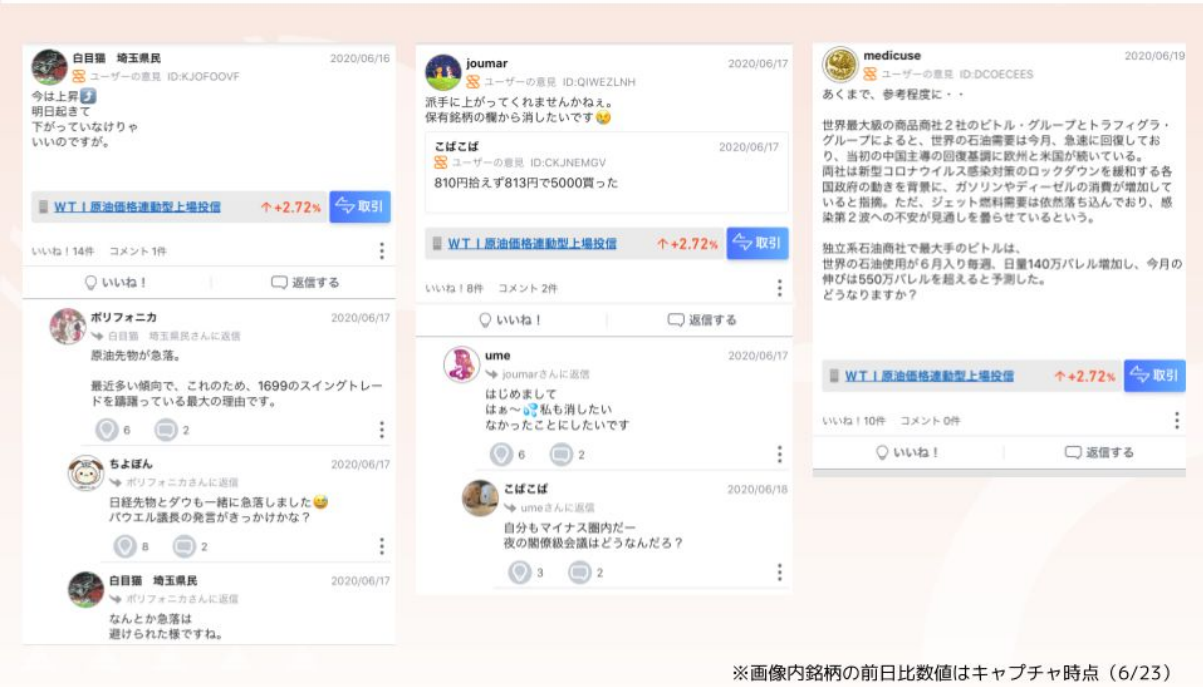 白目猫 埼玉県民
2020/06/16
ユーザーの意見 ID:KJOFOOVF
今は上昇⤴
明日起きて
下がっていなけりゃ
いいのですが。
WTI原油価格連動型上場投信 ↑+2.72% 取引
いいね!14件 コメント1件
いいね! 返信する
ポリフォニカ
2020/06/17
白目猫 埼玉県民さんに返信
原油先物が急落。
最近多い傾向で、これのため、1699のスイングトレー
ドを躊躇っている最大の理由です。
6 2
ちよぽん
2020/06/17
ポリフォニカさんに返信
日経先物とダウも一緒に急落しました😅
パウエル議長の発言がきっかけかな?
8 2
白目猫 埼玉県民
2020/06/17
ポリフォニカさんに返信
なんとか急落は
避けられた様ですね。
joumar
2020/06/17
ユーザーの意見 ID:QIWEZLNH
派手に上がってくれませんかねぇ。
保有銘柄の欄から消したいです😢
こばこば
2020/06/17
ユーザーの意見 ID:CKJNEMGV
810円拾えず813円で5000買った
WTI原油価格連動型上場投信 ↑+2.72% 取引
いいね!8件 コメント2件
いいね! 返信する
ume
2020/06/17
joumarさんに返信
はじめまして
はぁ〜💦私も消したい
なかったことにしたいです
6 2
こばこば
2020/06/18
umeさんに返信
自分もマイナス圏内だー
夜の閣僚級会議はどうなんだろ?
3 2
medicuse
2020/06/19
ユーザーの意見 ID:DCOECEES
あくまで、参考程度に・・
世界最大級の商品商社2社のビトル・グループとトラフィグラ・
グループによると、世界の石油需要は今月、急速に回復してお
り、当初の中国主導の回復基調に欧州と米国が続いている。
両社は新型コロナウイルス感染対策のロックダウンを緩和する各
国政府の動きを背景に、ガソリンやディーゼルの消費が増加して
いると指摘。ただ、ジェット燃料需要は依然落ち込んでおり、感
染第2波への不安が見通しを曇らせているという。
独立系石油商社で最大手のビトルは、
世界の石油使用が6月入り毎週、日量140万バレル増加し、今月の
伸びは550万バレルを超えると予測した。
どうなりますか?
WTI原油価格連動型上場投信 ↑+2.72% 取引
いいね!10件 コメント0件
いいね! 返信する
※画像内銘柄の前日比数値はキャプチャ時点(6/23)